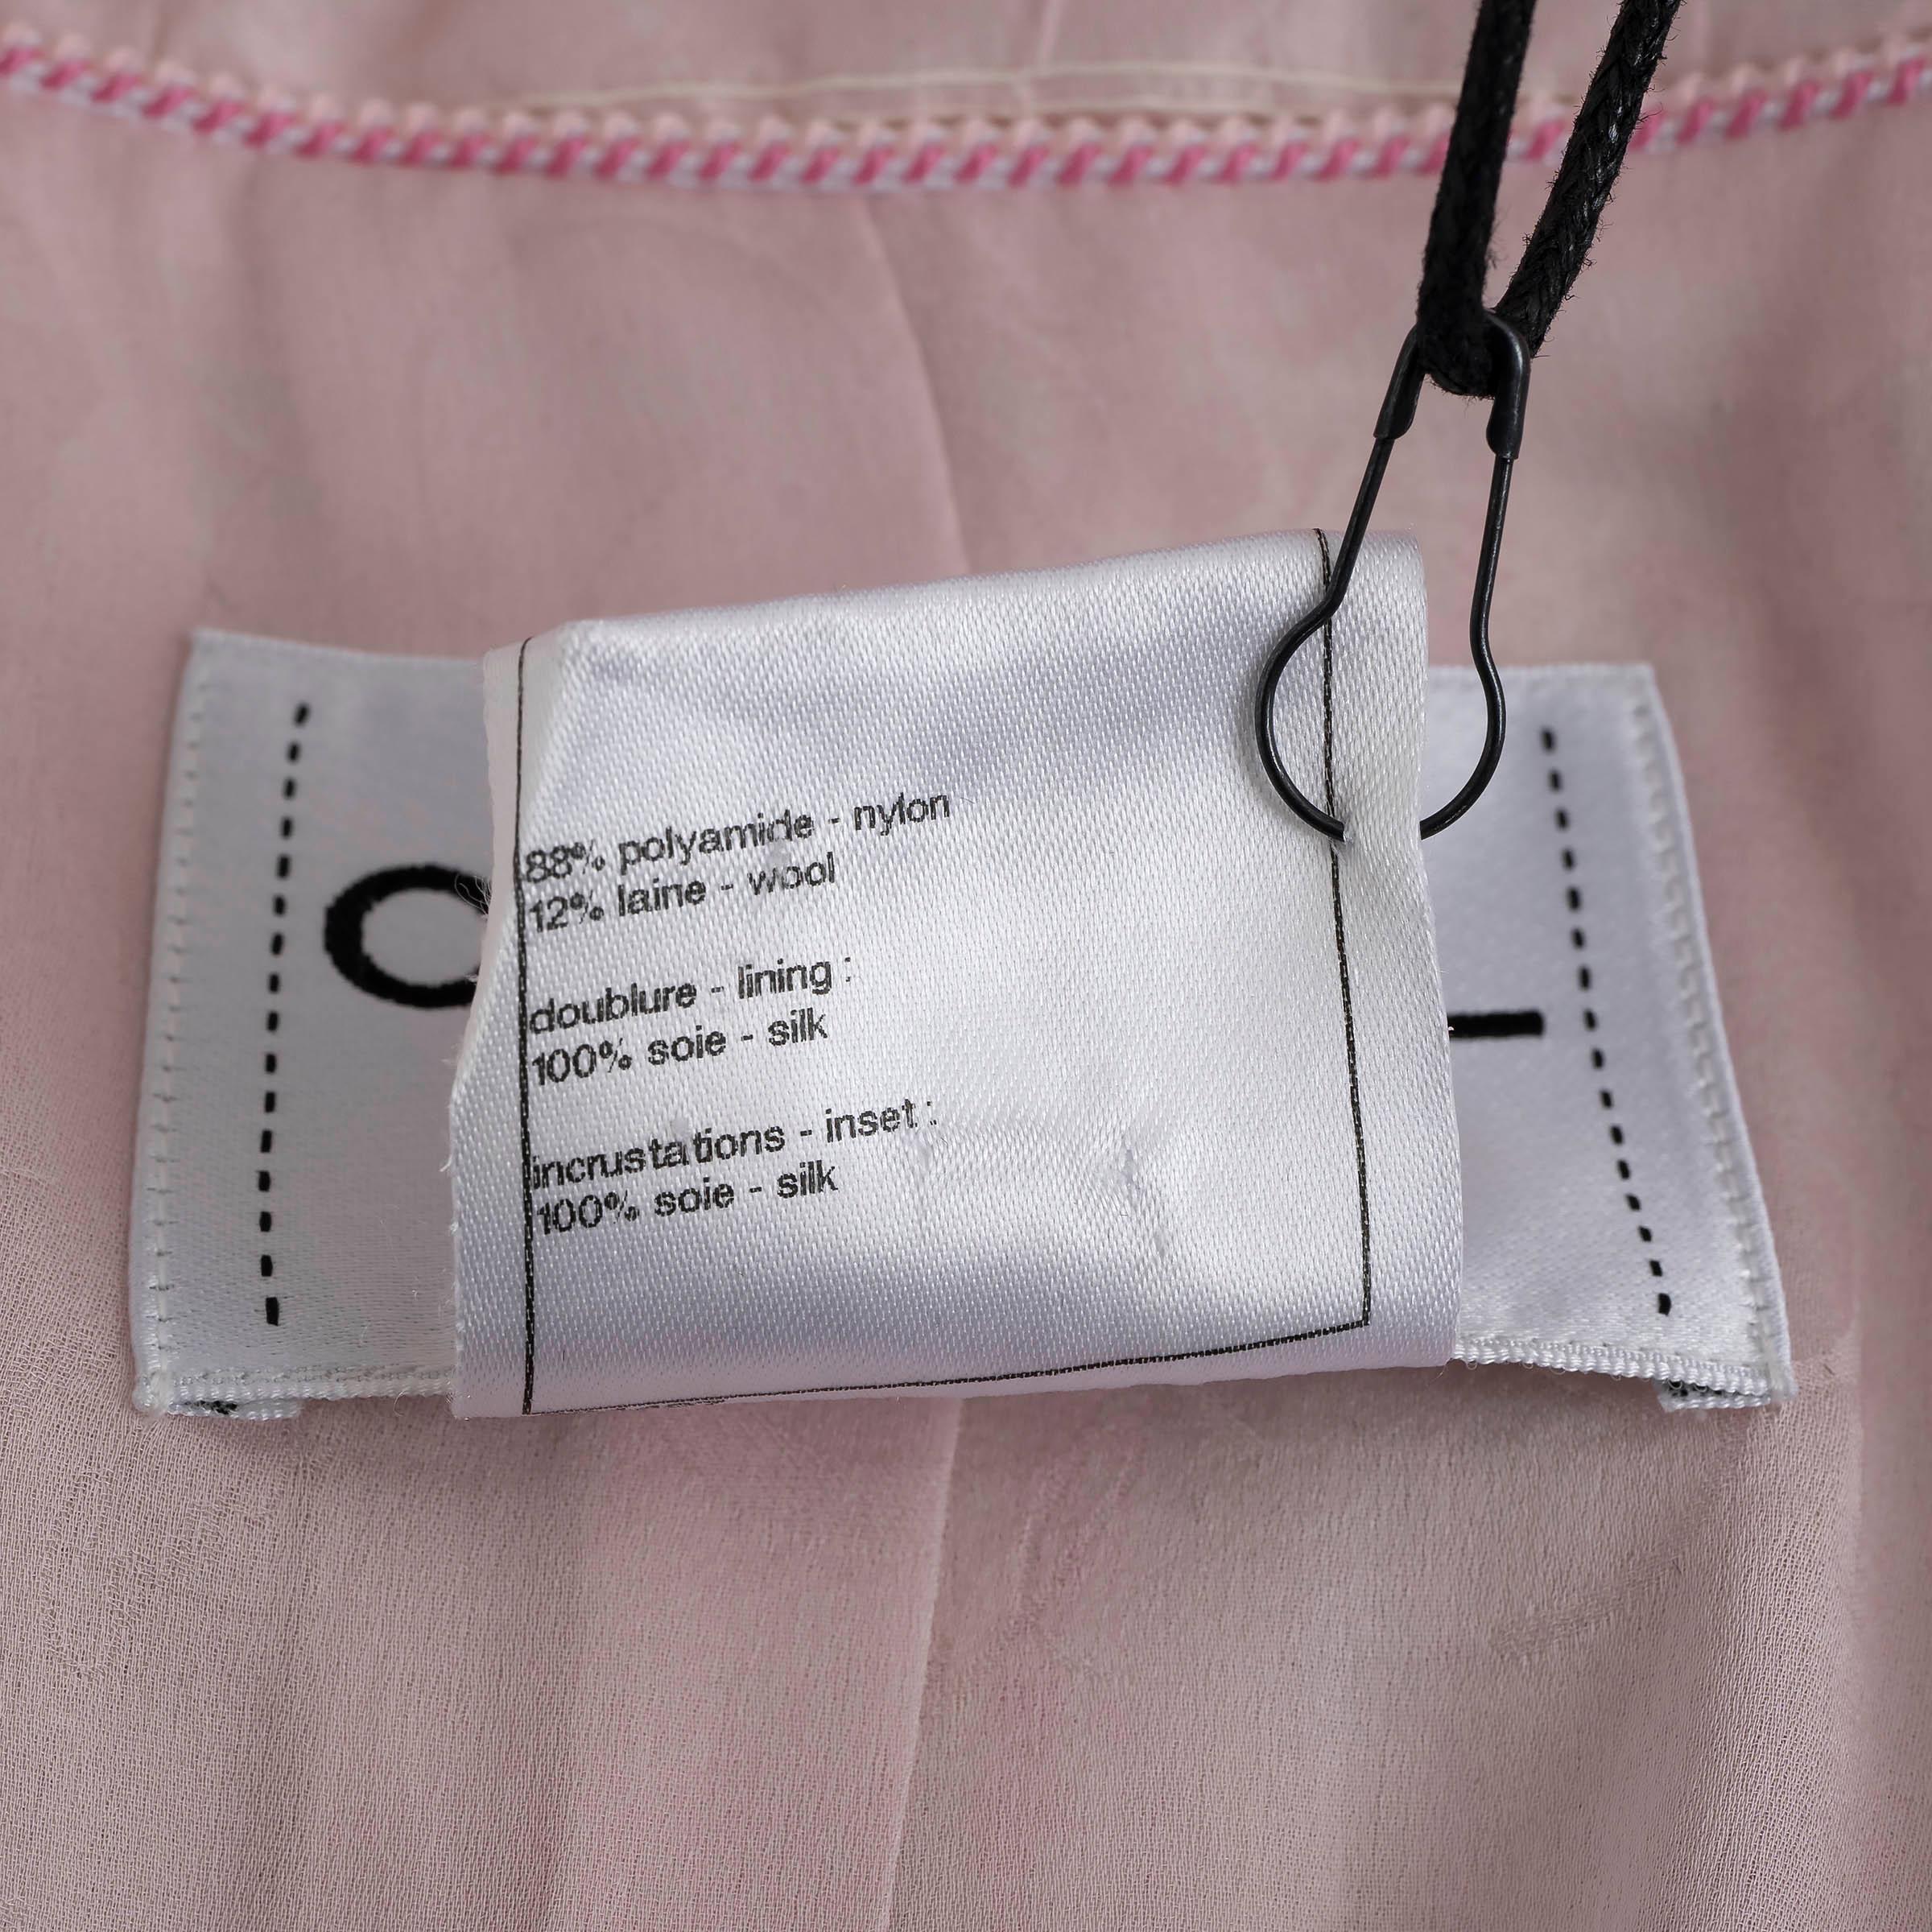 88% polyamide - nylon
12% laine - wool
doublure - lining :
100% soie - silk
incrustations - inset :
100% soie - silk